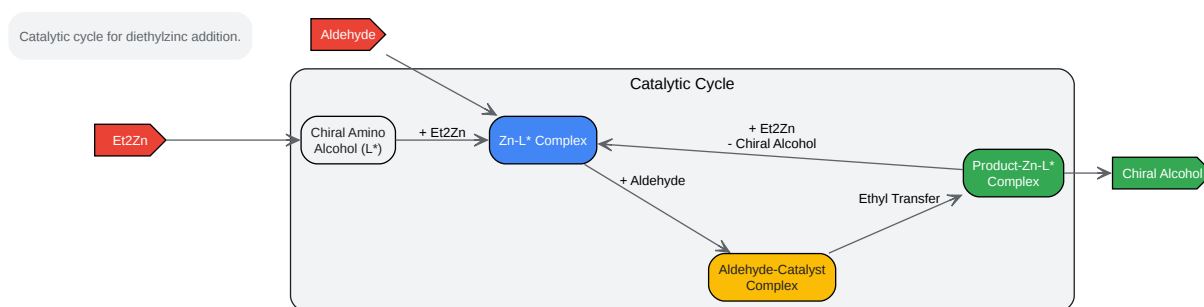 Catalytic cycle for diethylzinc addition.
Aldehyde
Catalytic Cycle
Et2Zn
Chiral Amino
Alcohol (L*)
+ Et2Zn
Zn-L* Complex
+ Et2Zn
- Chiral Alcohol
Product-Zn-L*
Complex
Chiral Alcohol
+ Aldehyde
Ethyl Transfer
Aldehyde-Catalyst
Complex